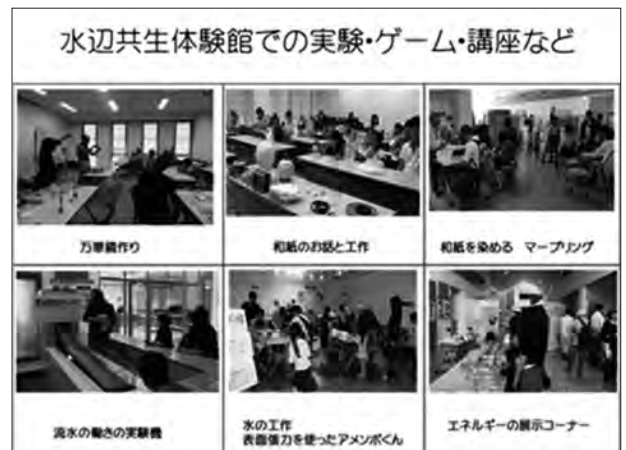 水辺共生体験館での実験・ゲーム・講座など
万華鏡作り
和紙のお話と工作
和紙を染める マーブリング
流水の働きの実験機
水の工作
表面張力を使ったアメンボくん
エネルギーの展示コーナー